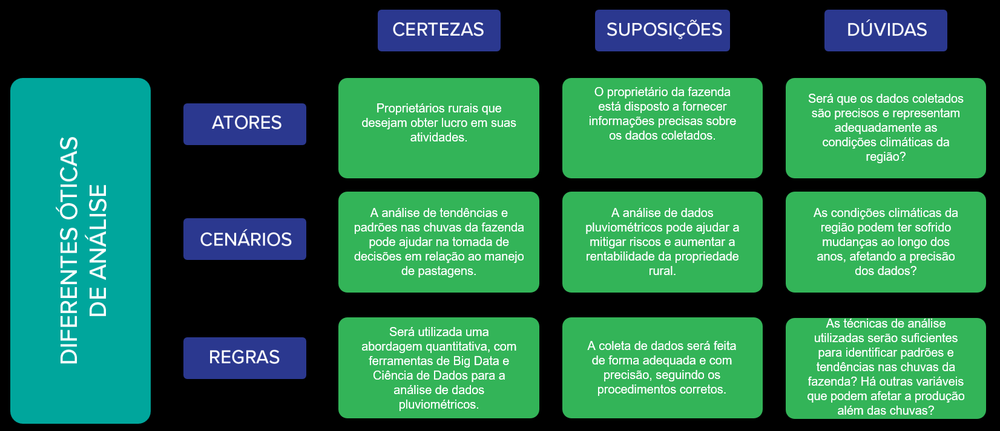 CERTEZAS
SUPOSIÇÕES
DÚVIDAS
DIFERENTES ÓTICAS
DE ANÁLISE
ATORES
Proprietários rurais que
desejam obter lucro em suas
atividades.
O proprietário da fazenda
está disposto a fornecer
informações precisas sobre
os dados coletados.
Será que os dados coletados
são precisos e representam
adequadamente as
condições climáticas da
região?
CENÁRIOS
A análise de tendências e
padrões nas chuvas da fazenda
pode ajudar na tomada de
decisões em relação ao manejo
de pastagens.
A análise de dados
pluviométricos pode ajudar a
mitigar riscos e aumentar a
rentabilidade da propriedade
rural.
As condições climáticas da
região podem ter sofrido
mudanças ao longo dos
anos, afetando a precisão
dos dados?
REGRAS
Será utilizada uma
abordagem quantitativa, com
ferramentas de Big Data e
Ciência de Dados para a
análise de dados
pluviométricos.
A coleta de dados será feita
de forma adequada e com
precisão, seguindo os
procedimentos corretos.
As técnicas de análise
utilizadas serão suficientes
para identificar padrões e
tendências nas chuvas da
fazenda? Há outras variáveis
que podem afetar a produção
além das chuvas?